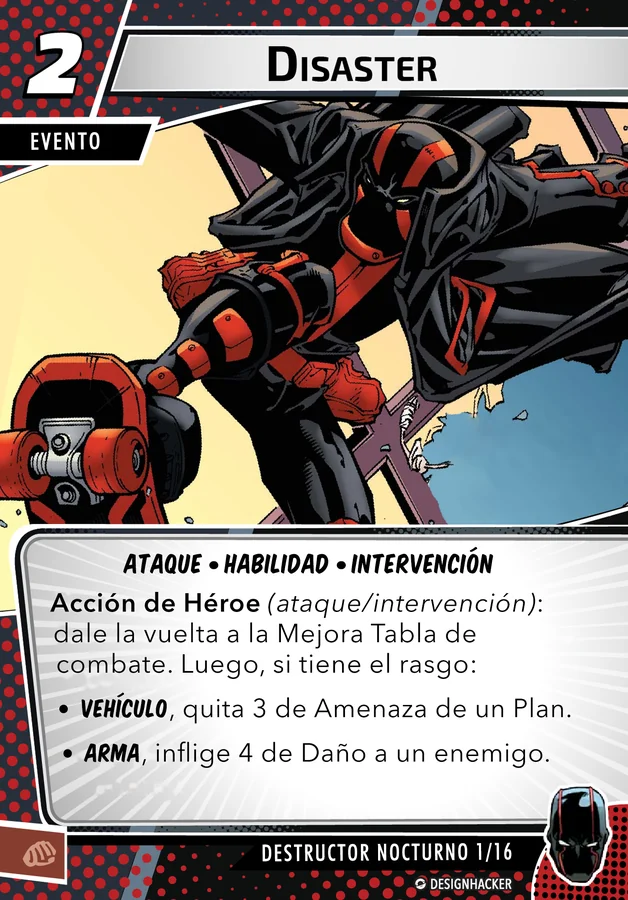 2
DISASTER
EVENTO
ATAQUE • HABILIDAD • INTERVENCIÓN
Acción de Héroe (ataque/intervención):
dale la vuelta a la Mejora Tabla de
combate. Luego, si tiene el rasgo:
• VEHÍCULO, quita 3 de Amenaza de un Plan.
• ARMA, inflige 4 de Daño a un enemigo.
DESTRUCTOR NOCTURNO 1/16
DESIGNHACKER